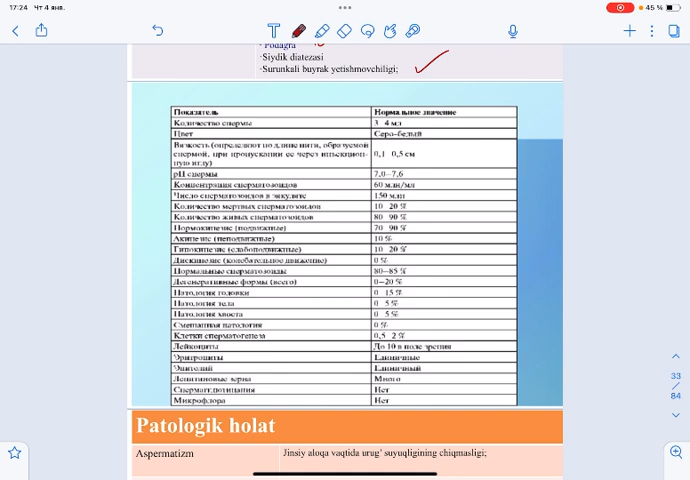 17:24 Чт 4 янв.
45 %
· Podagra
·Siydik diatezasi
·Surunkali buyrak yetishmovchiligi;
Показатель Нормальное значение
Количество спермы 3 4 мл
Цвет Серо-белый
Вязкость (определяют по длине нити, образуемой
спермой, при пропускании ее через инъекцион-
ную иглу) 0,1 0,5 см
pH спермы 7,0–7,6
Концентрация сперматозоидов 60 млн/мл
Число сперматозоидов в эякуляте 150 млн
Количество мертвых сперматозоидов 10 20 %
Количество живых сперматозоидов 80 90 %
Нормокинезис (подвижные) 70 90 %
Акинезис (неподвижные) 10 %
Гипокинезис (слабоподвижные) 10 20 %
Дискинезис (колебательное движение) 0 %
Нормальные сперматозоиды 80–85 %
Дегенеративные формы (всего) 0–20 %
Патология головки 0 15 %
Патология тела 0 5 %
Патология хвоста 0 5 %
Смешанная патология 0 %
Клетки сперматогенеза 0,5 2 %
Лейкоциты До 10 в поле зрения
Эритроциты Единичные
Эпителий Единичный
Лецитиновые зерна Много
Спермагглютинация Нет
Микрофлора Нет
33
/
84
Patologik holat
Aspermatizm Jinsiy aloqa vaqtida urug' suyuqligining chiqmasligi;